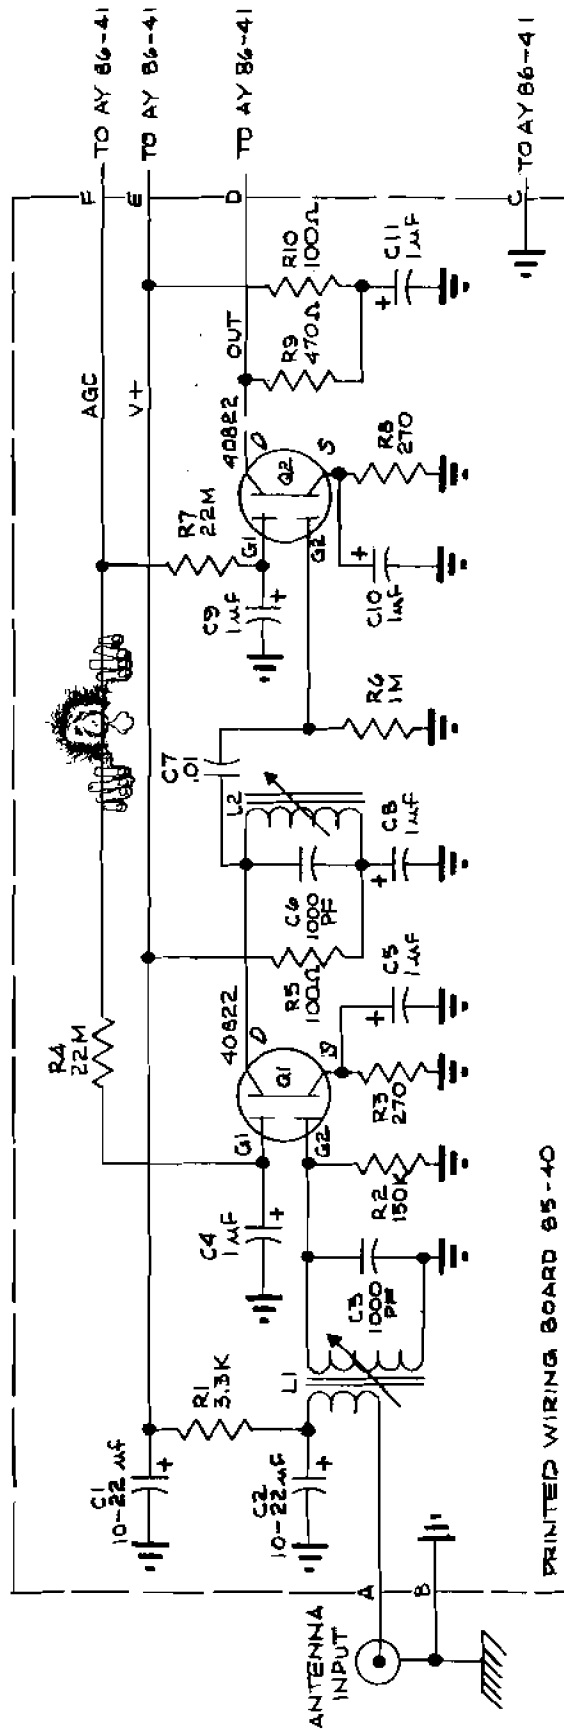 TO AY 86-41
TO AY 86-41
TO AY 86-41
TO AY 86-41
F
E
D
C
AGC
V+
OUT
R10
100Ω
C11
1µF
R9
470Ω
40822
D
Q2
S
G1
G2
R8
270
R7
22M
C9
1µF
C10
1µF
R6
1M
C7
.01
L2
C8
1µF
C6
1000
PF
R5
100Ω
C5
1µF
R4
22M
40822
D
Q1
S
G1
G2
R3
270
R2
150K
C4
1µF
C3
1000
PF
L1
R1
3.3K
C1
10-22µf
C2
10-22µf
A
B
ANTENNA
INPUT
PRINTED WIRING BOARD 85-40